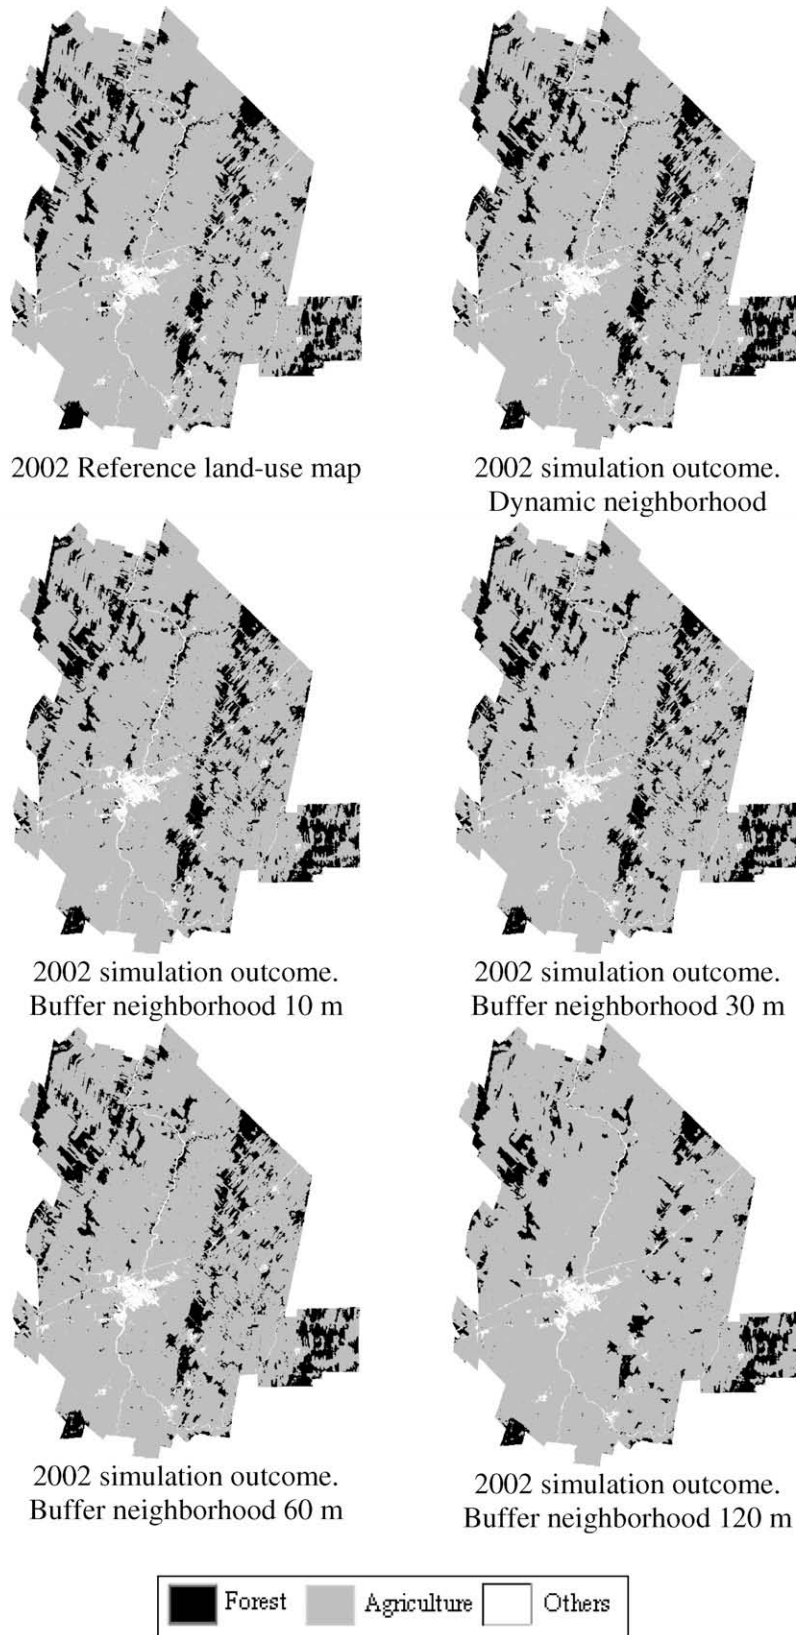 2002 Reference land-use map
2002 simulation outcome.
Dynamic neighborhood
2002 simulation outcome.
Buffer neighborhood 10 m
2002 simulation outcome.
Buffer neighborhood 30 m
2002 simulation outcome.
Buffer neighborhood 60 m
2002 simulation outcome.
Buffer neighborhood 120 m
Forest
Agriculture
Others